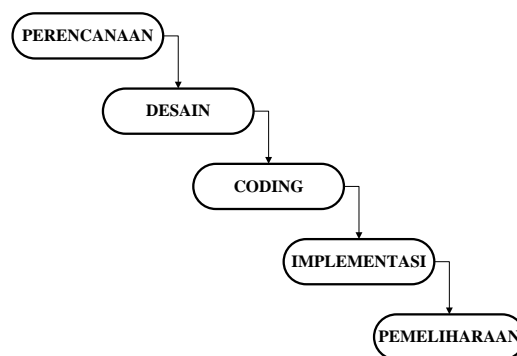 PERENCANAAN
DESAIN
CODING
IMPLEMENTASI
PEMELIHARAAN